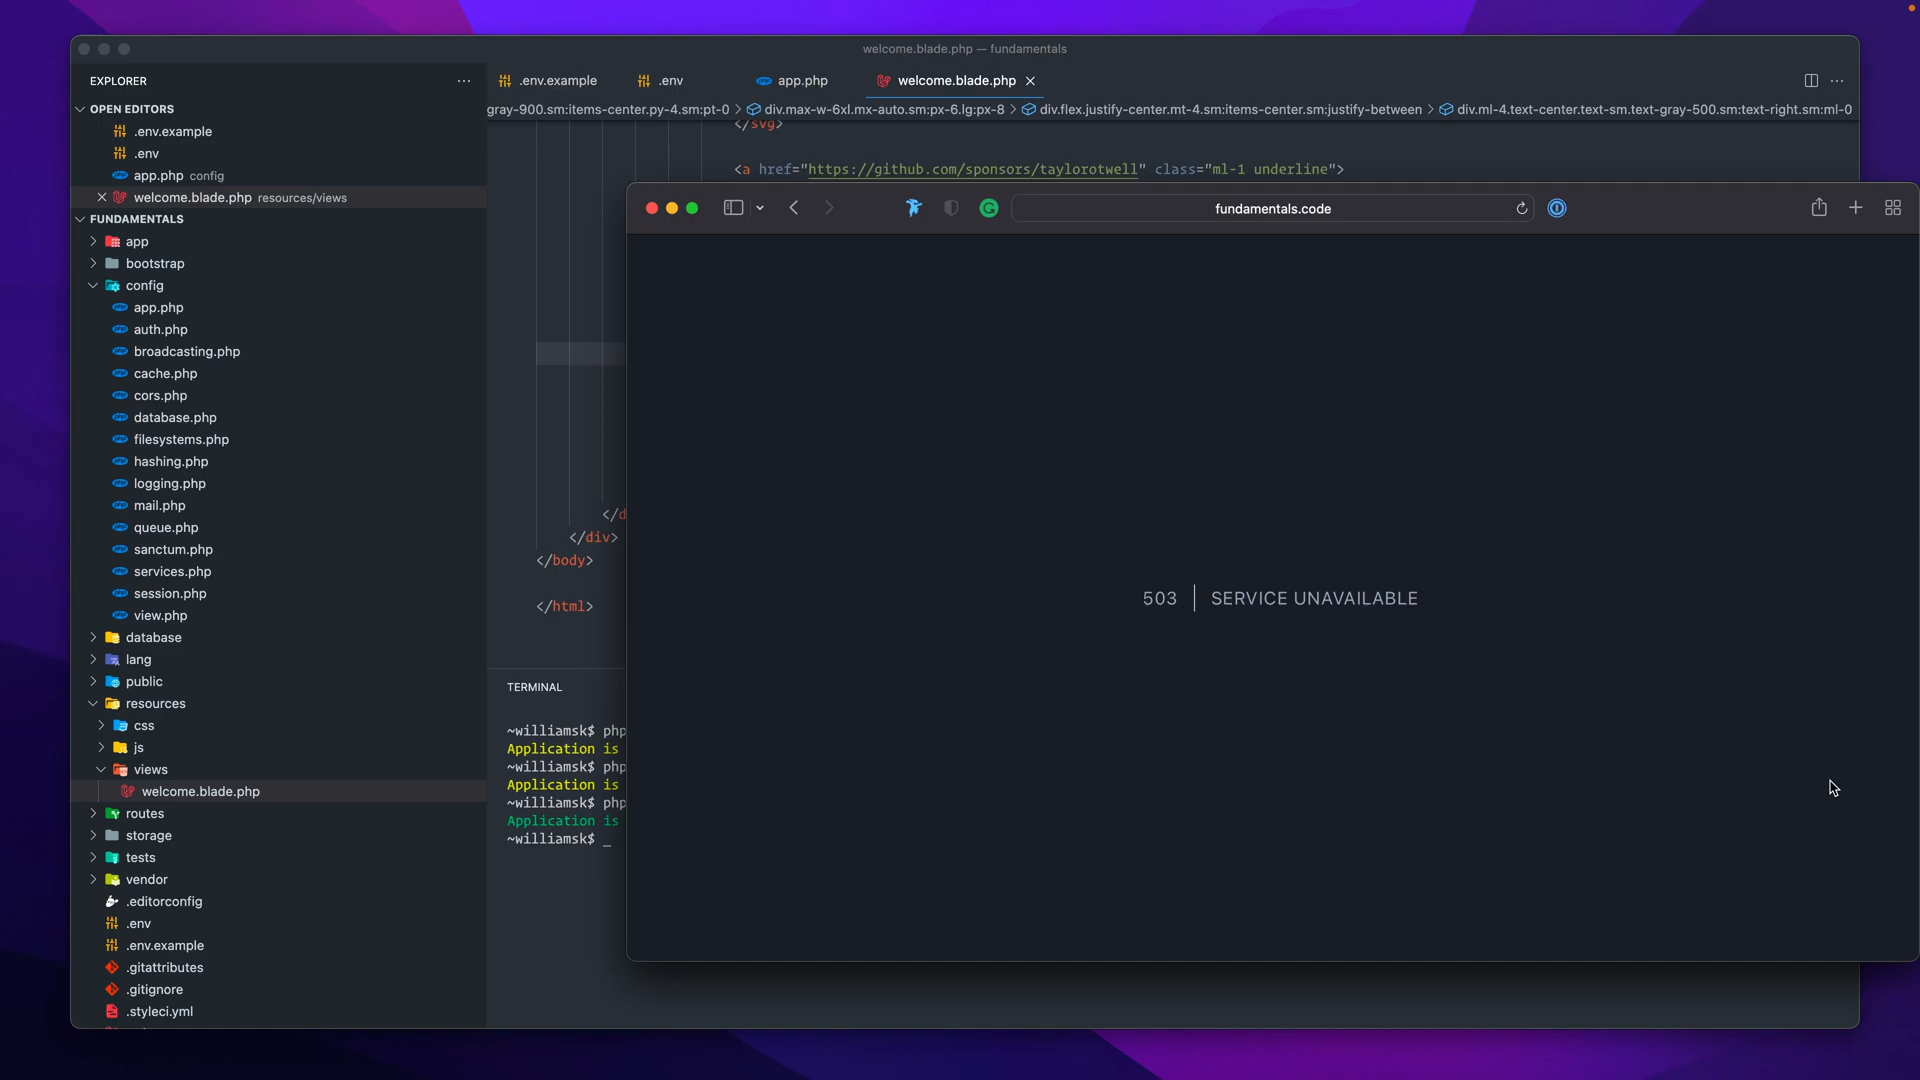 welcome.blade.php — fundamentals
EXPLORER
.env.example
.env
app.php
welcome.blade.php
OPEN EDITORS
gray-900.sm:items-center.py-4.sm:pt-0 > div.max-w-6xl.mx-auto.sm:px-6.lg:px-8 > div.flex.justify-center.mt-4.sm:items-center.sm:justify-between > div.ml-4.text-center.text-sm.text-gray-500.sm:text-right.sm:ml-0
.env.example
.env
app.php config
welcome.blade.php resources/views
FUNDAMENTALS
app
bootstrap
config
app.php
auth.php
broadcasting.php
cache.php
cors.php
database.php
filesystems.php
hashing.php
logging.php
mail.php
queue.php
sanctum.php
services.php
session.php
view.php
database
lang
public
resources
css
js
views
welcome.blade.php
routes
storage
tests
vendor
.editorconfig
.env
.env.example
.gitattributes
.gitignore
.styleci.yml
</svg>
<a href="https://github.com/sponsors/taylorotwell" class="ml-1 underline">
</d
</div>
</body>
</html>
TERMINAL
~williamsk$ php
Application is
~williamsk$ php
Application is
~williamsk$ php
Application is
~williamsk$ _
fundamentals.code
503 | SERVICE UNAVAILABLE